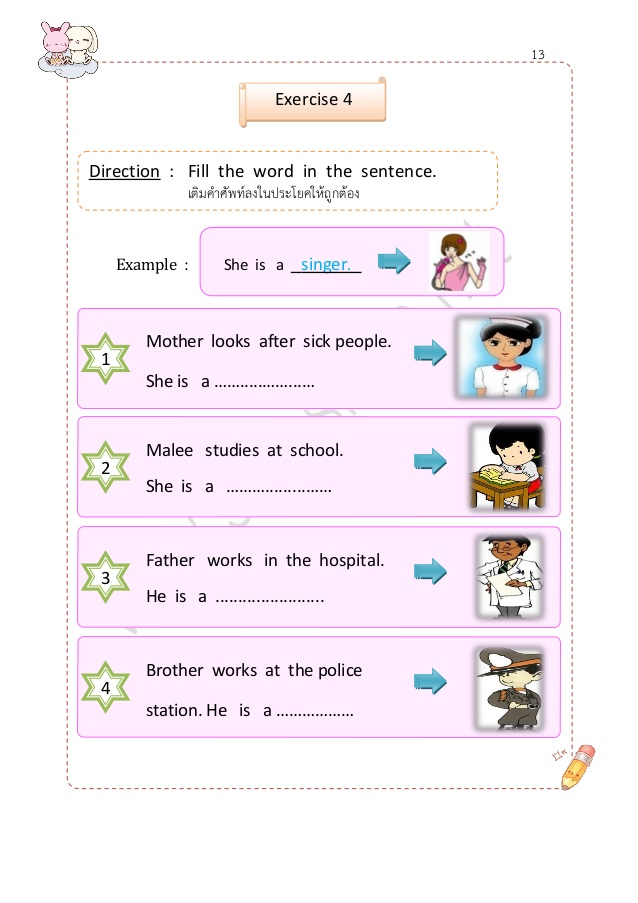 13
Exercise 4
Direction : Fill the word in the sentence.
เติมคำศัพท์ลงในประโยคให้ถูกต้อง
Example : She is a singer.
1
Mother looks after sick people.
She is a .......................
2
Malee studies at school.
She is a ........................
3
Father works in the hospital.
He is a ........................
4
Brother works at the police
station. He is a ..................